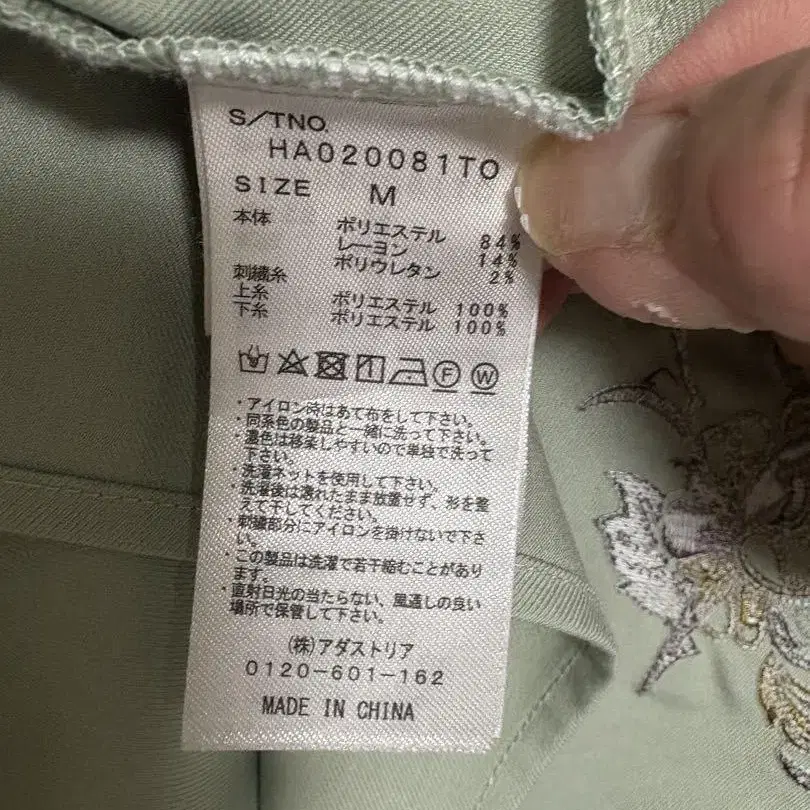 S/TNO.
HA020081TO
SIZE M
本体 ポリエステル 84%
レーヨン 14%
ポリウレタン 2%
刺繍糸
上糸 ポリエステル 100%
下糸 ポリエステル 100%
F W
・アイロン時はあて布をして下さい。
・同系色の製品と一緒に洗って下さい。
・濃色は移染しやすいので単独で洗って
下さい。
・洗濯ネットを使用して下さい。
・洗濯後は濡れたまま放置せず、形を整
えて干してください。
・刺繍部分にアイロンを掛けないで下さ
い。
・この製品は洗濯で若干縮むことがあり
ます。
・直射日光の当たらない、風通しの良い
場所で保管して下さい。
(株)アダストリア
0120-601-162
MADE IN CHINA